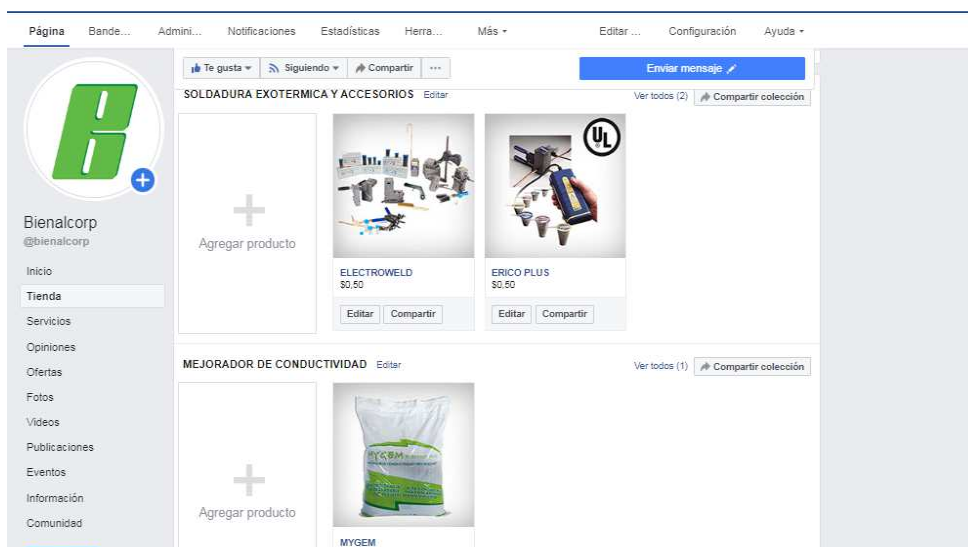 Página Bande... Admini... Notificaciones Estadísticas Herra... Más Editar ... Configuración Ayuda
Te gusta Siguiendo Compartir ... Enviar mensaje
SOLDADURA EXOTERMICA Y ACCESORIOS Editar Ver todos (2) Compartir colección
UL
Agregar producto
ELECTROWELD ERICO PLUS
$0,50 $0,50
Editar Compartir Editar Compartir
Bienalcorp
@bienalcorp
Inicio
Tienda
Servicios
Opiniones
Ofertas
Fotos
Videos
Publicaciones
Eventos
Información
Comunidad
MEJORADOR DE CONDUCTIVIDAD Editar Ver todos (1) Compartir colección
MYGEM
Agregar producto
MYGEM